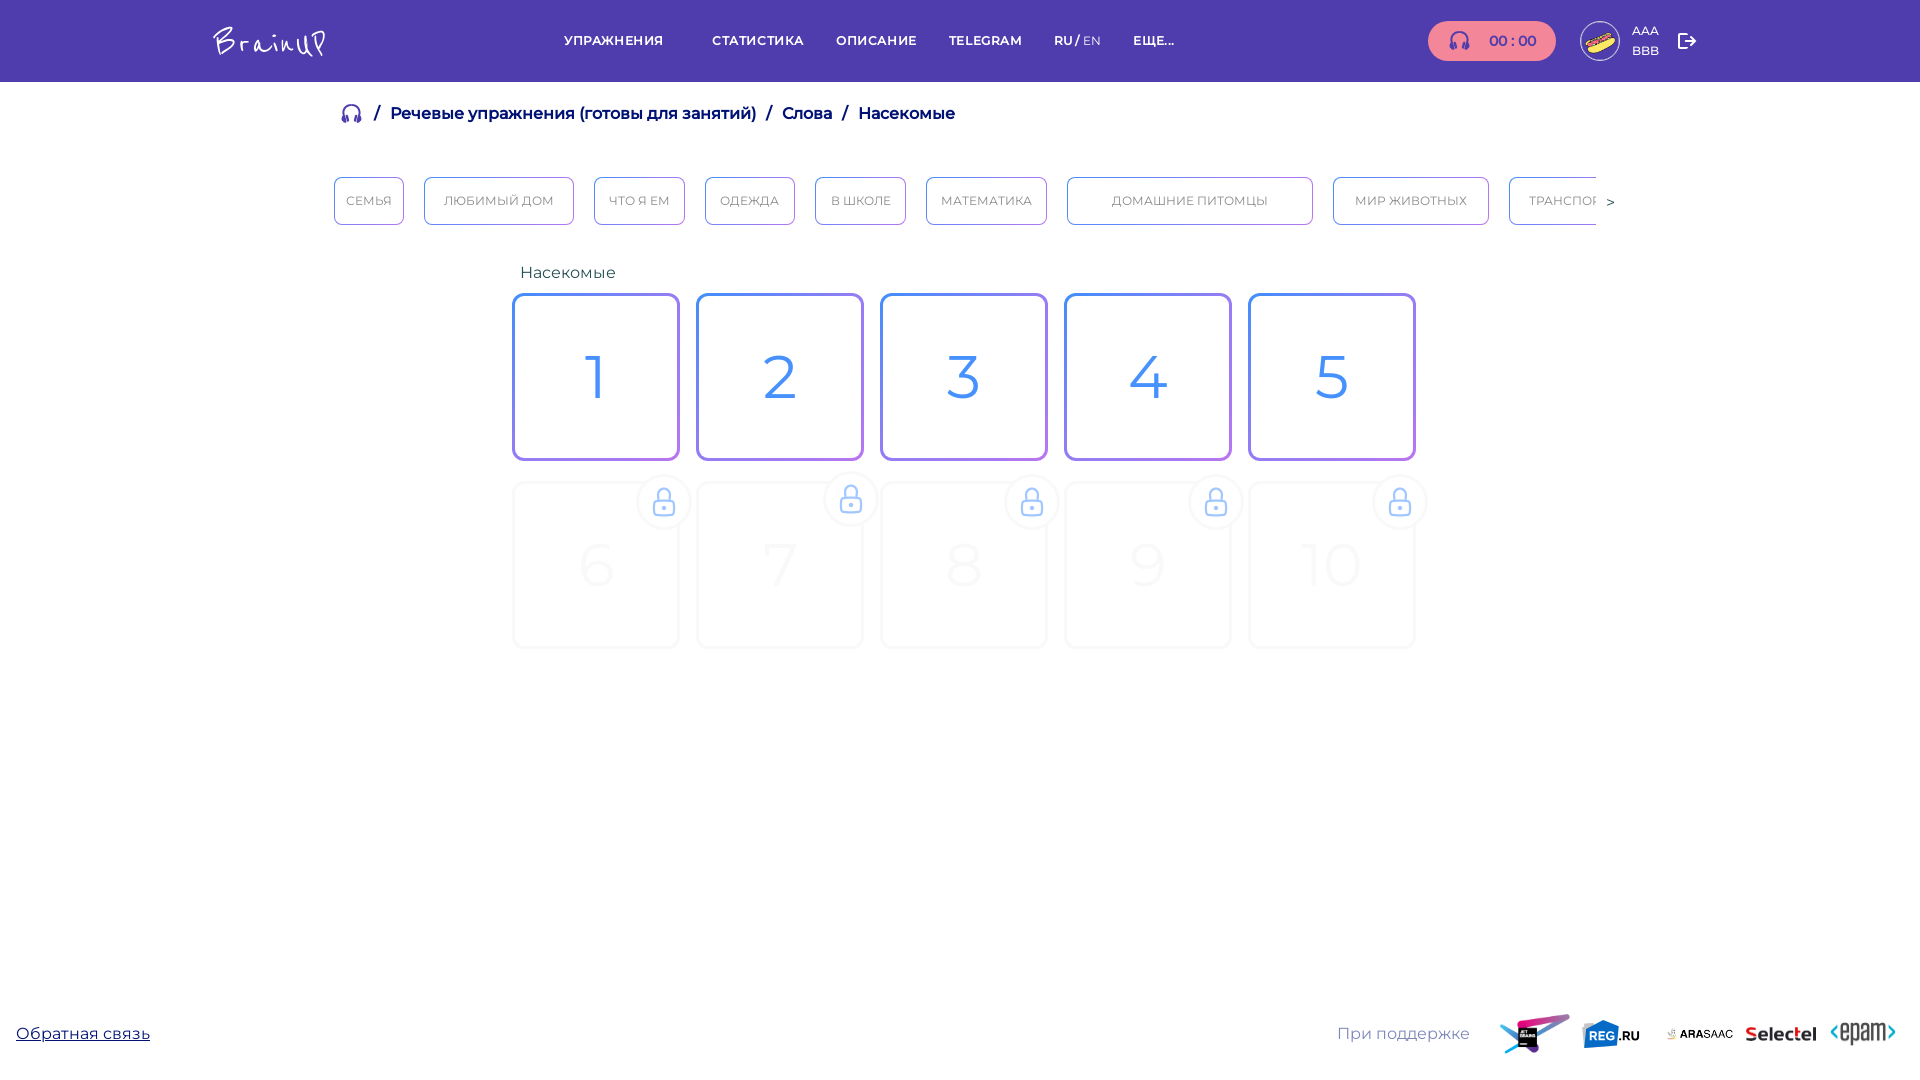 BrainUP
УПРАЖНЕНИЯ СТАТИСТИКА ОПИСАНИЕ TELEGRAM RU / EN ЕЩЕ...
00 : 00
AAA
BBB
/ Речевые упражнения (готовы для занятий) / Слова / Насекомые
СЕМЬЯ ЛЮБИМЫЙ ДОМ ЧТО Я ЕМ ОДЕЖДА В ШКОЛЕ МАТЕМАТИКА ДОМАШНИЕ ПИТОМЦЫ МИР ЖИВОТНЫХ ТРАНСПОР >
Насекомые
1 2 3 4 5
6 7 8 9 10
Обратная связь
При поддержке
JET BRAINS
REG.RU
ARASAAC
Selectel
<epam>